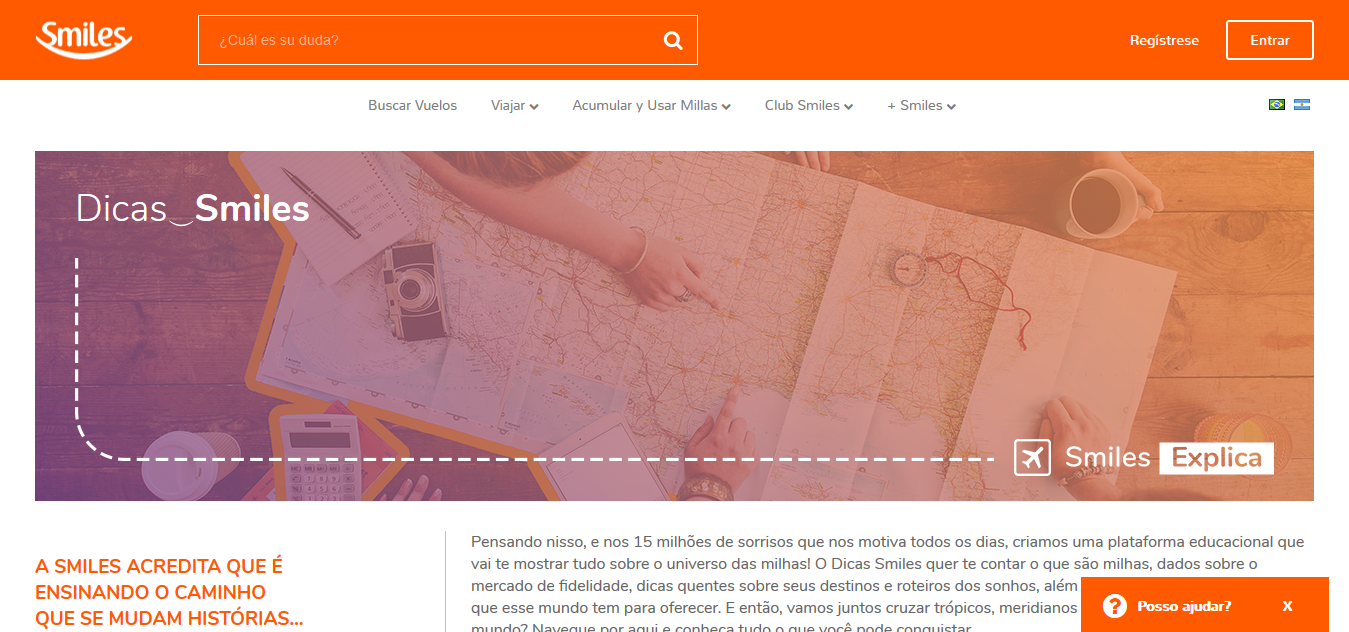 Smiles
¿Cuál es su duda?
Regístrese
Entrar
Buscar Vuelos
Viajar
Acumular y Usar Millas
Club Smiles
+ Smiles
Dicas Smiles
Smiles Explica
A SMILES ACREDITA QUE É
ENSINANDO O CAMINHO
QUE SE MUDAM HISTÓRIAS...
Pensando nisso, e nos 15 milhões de sorrisos que nos motiva todos os dias, criamos uma plataforma educacional que
vai te mostrar tudo sobre o universo das milhas! O Dicas Smiles quer te contar o que são milhas, dados sobre o
mercado de fidelidade, dicas quentes sobre seus destinos e roteiros dos sonhos, além
que esse mundo tem para oferecer. E então, vamos juntos cruzar trópicos, meridianos
mundo? Navegue por aqui e conheça tudo o que você pode conquistar.
? Posso ajudar? X